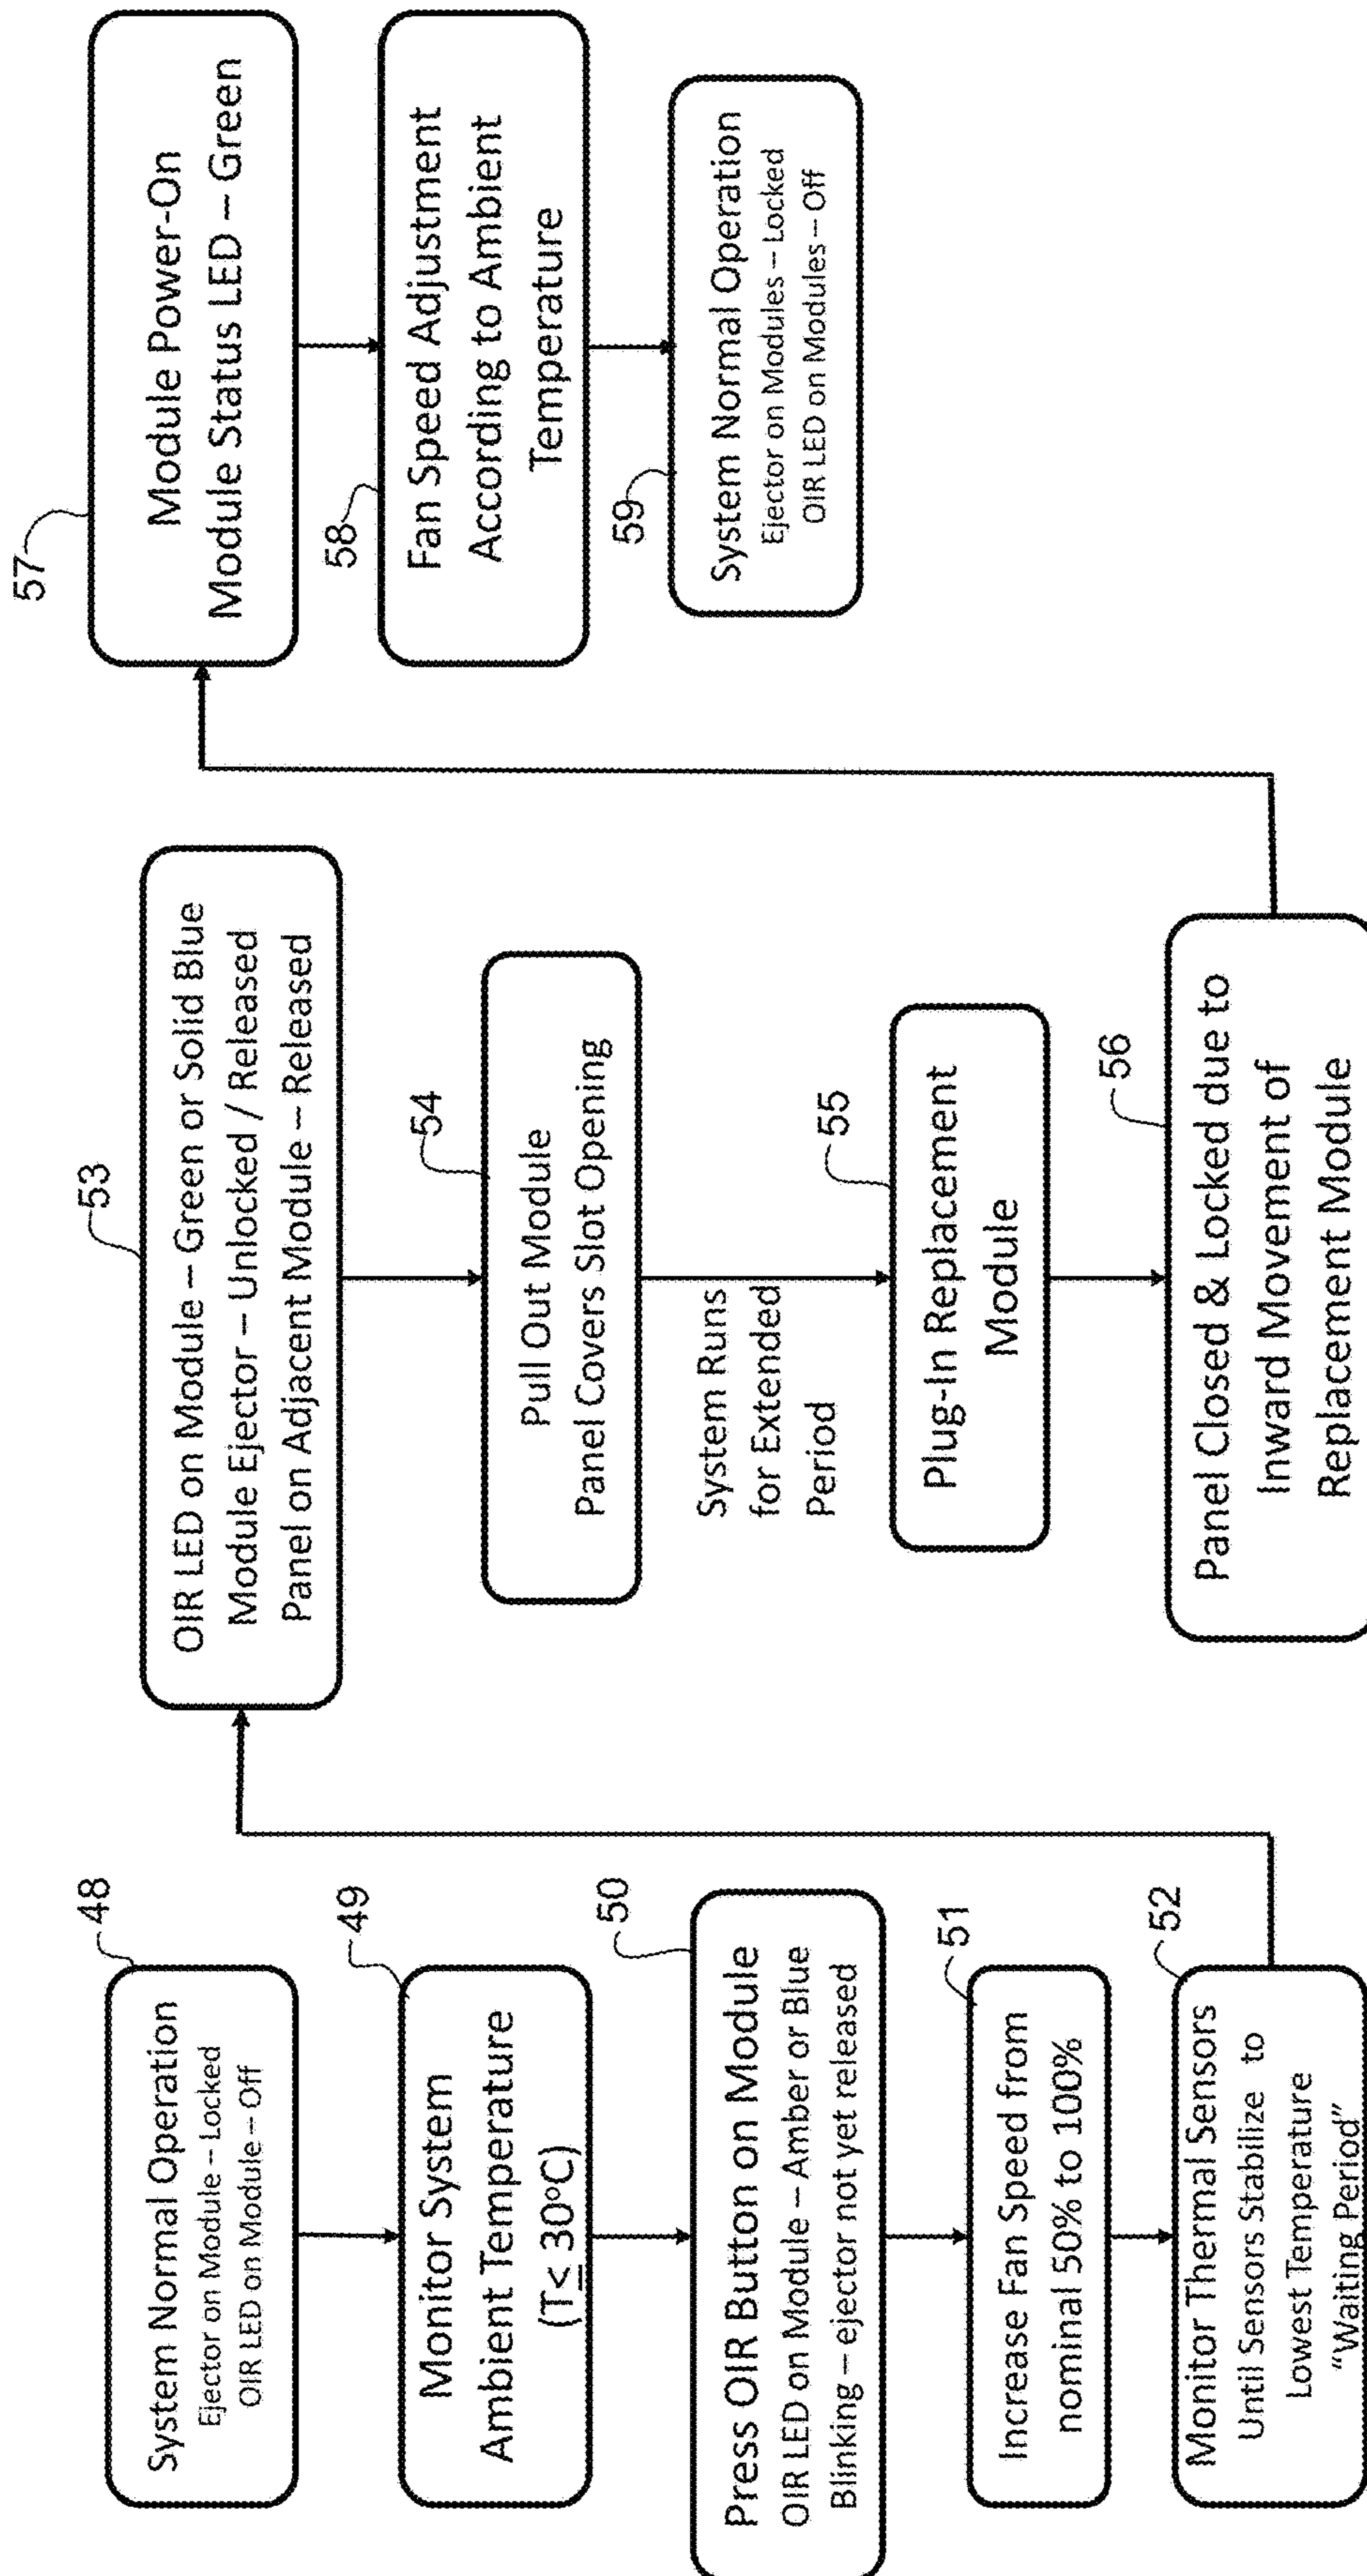 48
System Normal Operation
Ejector on Module – Locked
OIR LED on Module – Off
49
Monitor System
Ambient Temperature
(T≤ 30°C)
50
Press OIR Button on Module
OIR LED on Module – Amber or Blue
Blinking – ejector not yet released
51
Increase Fan Speed from
nominal 50% to 100%
52
Monitor Thermal Sensors
Until Sensors Stabilize to
Lowest Temperature
“Waiting Period”
53
OIR LED on Module – Green or Solid Blue
Module Ejector – Unlocked / Released
Panel on Adjacent Module – Released
54
Pull Out Module
Panel Covers Slot Opening
System Runs
for Extended
Period
55
Plug-In Replacement
Module
56
Panel Closed & Locked due to
Inward Movement of
Replacement Module
57
Module Power-On
Module Status LED – Green
58
Fan Speed Adjustment
According to Ambient
Temperature
59
System Normal Operation
Ejector on Modules – Locked
OIR LED on Modules – Off